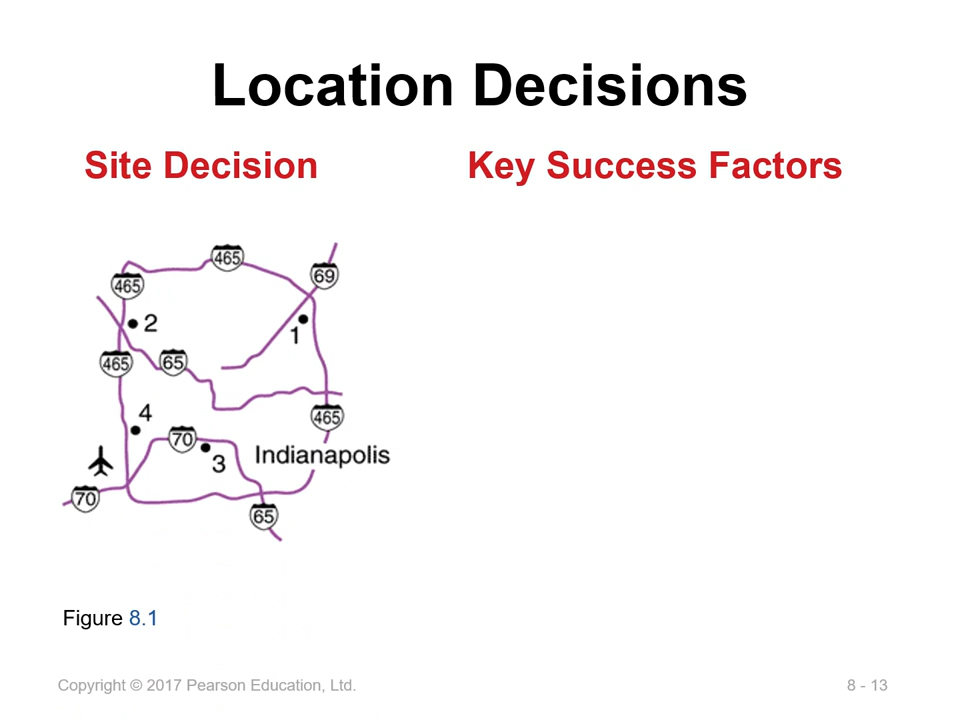 Location Decisions
Site Decision
Key Success Factors
465
69
465
2
1
465
65
4
465
70
3
Indianapolis
70
65
Figure 8.1
Copyright © 2017 Pearson Education, Ltd.
8 - 13